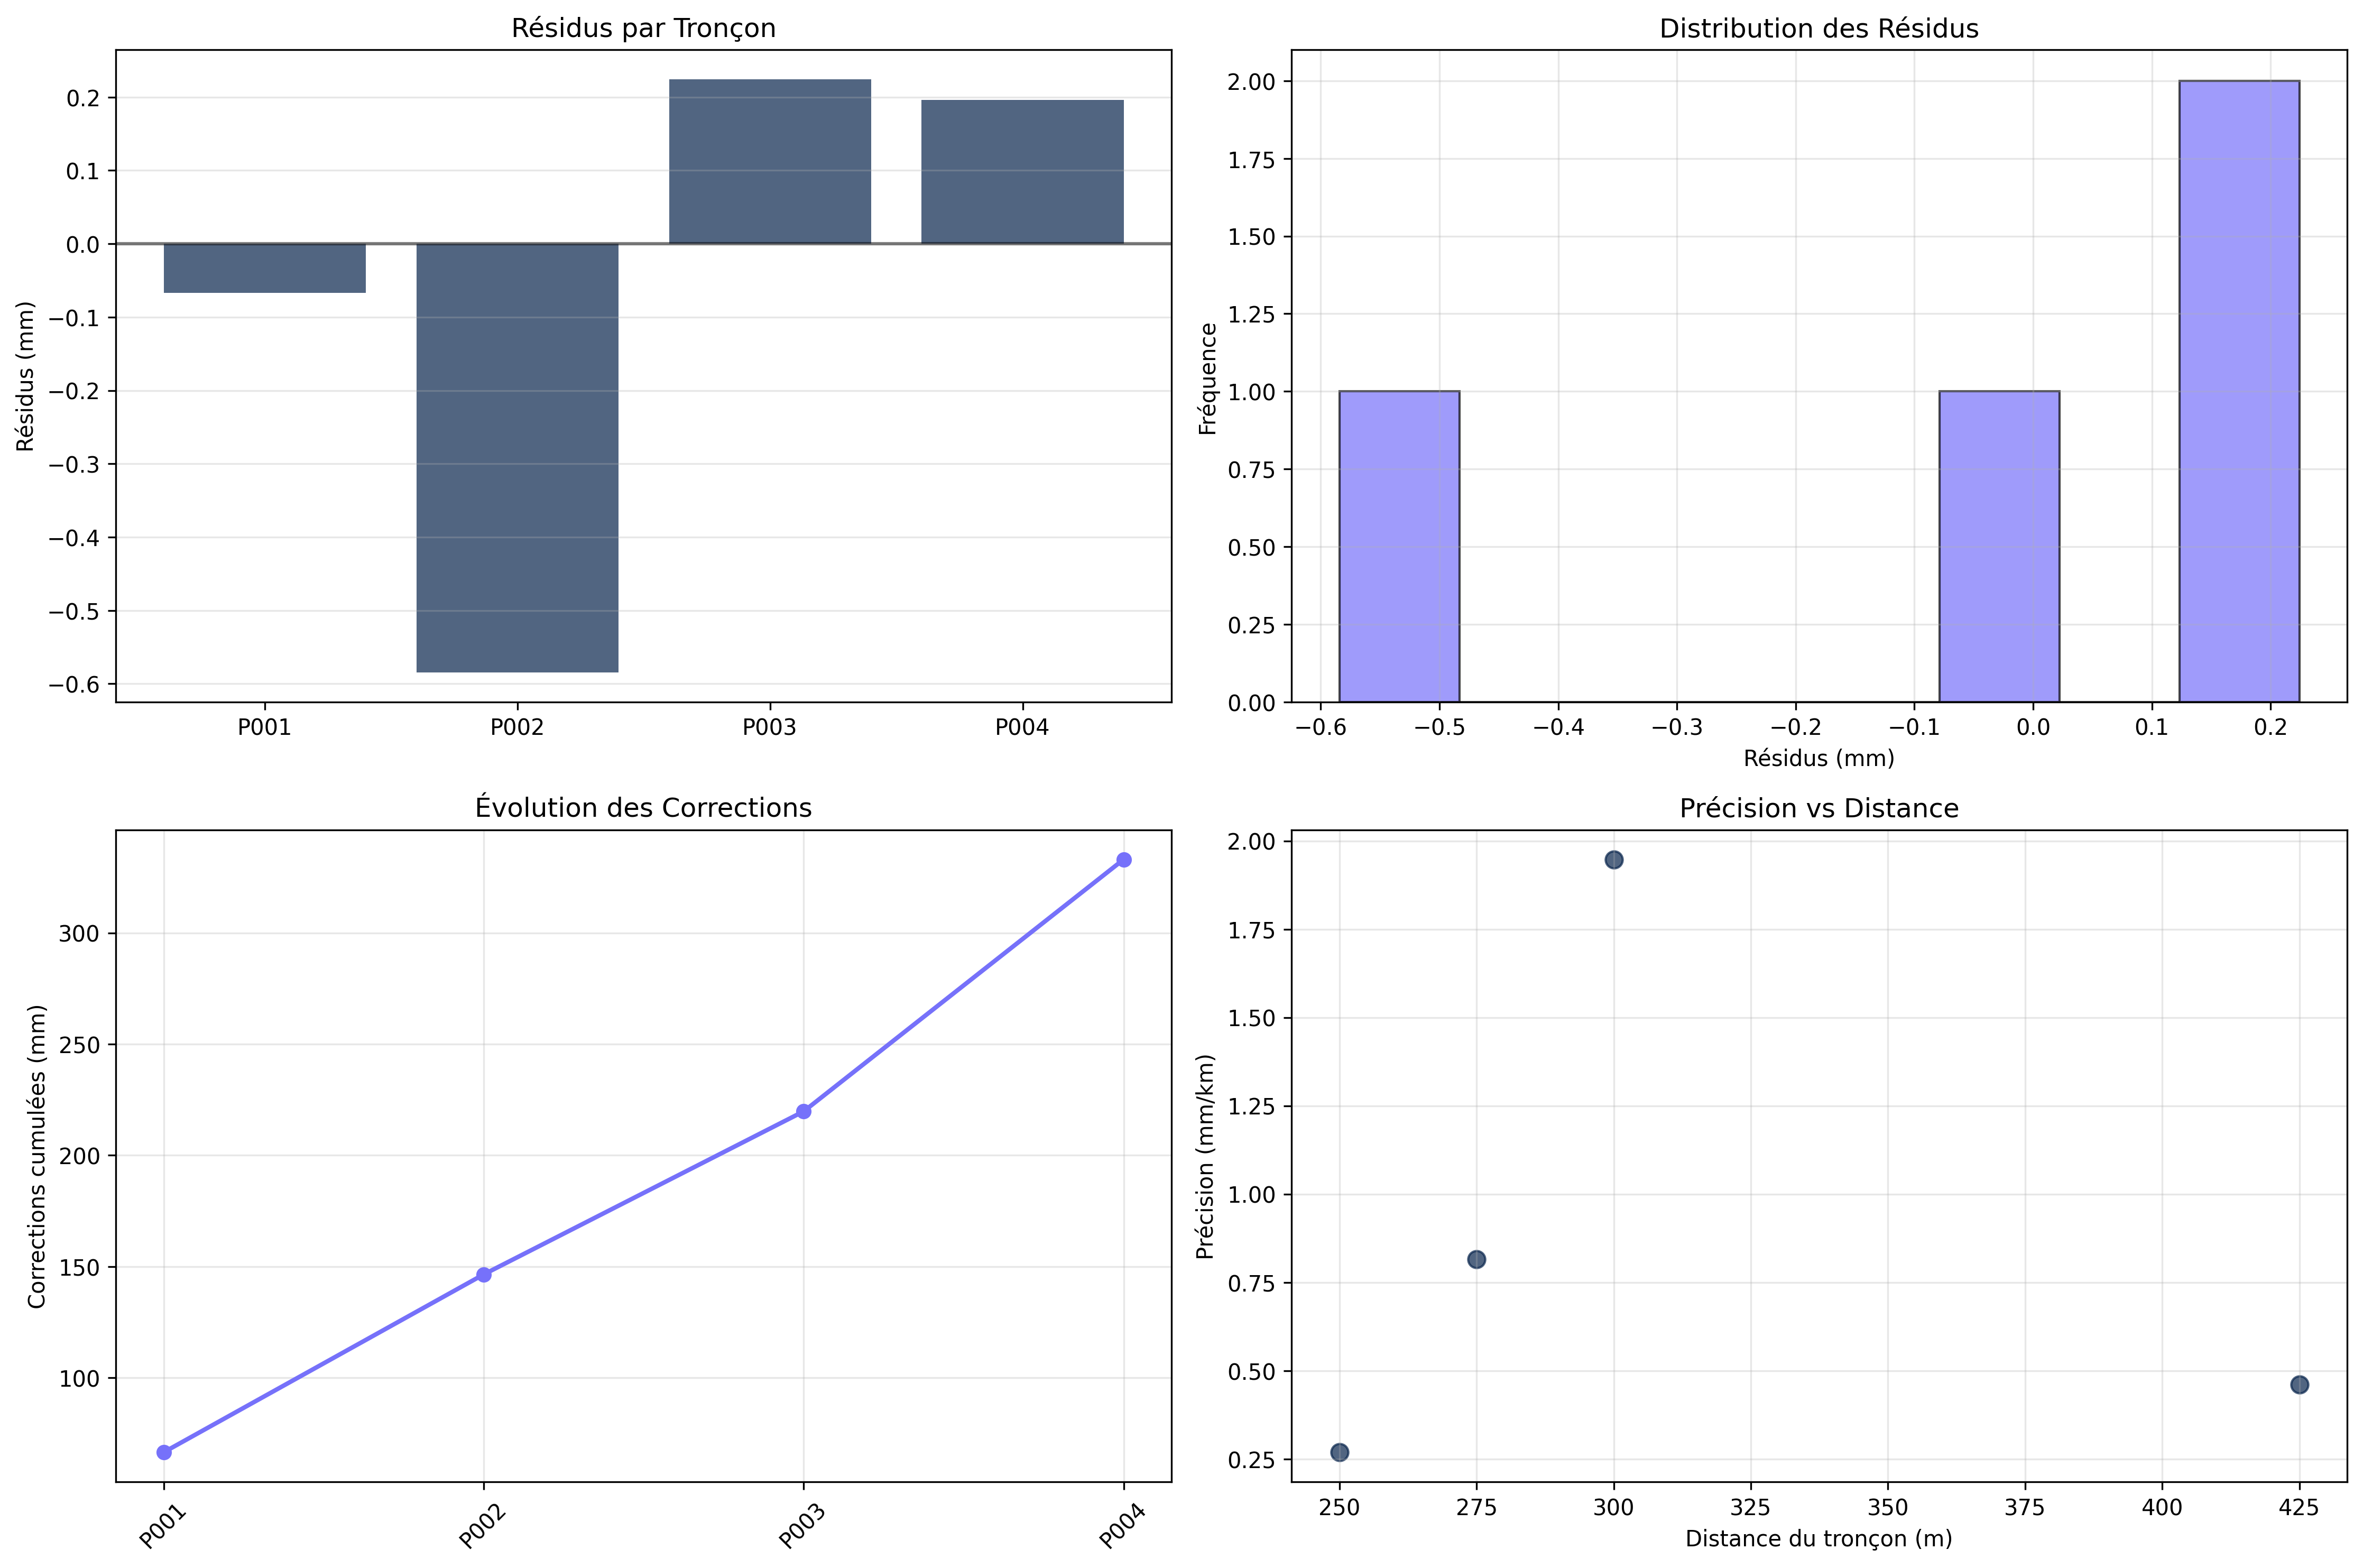 Résidus par Tronçon
Résidus (mm)
0.2
0.1
0.0
−0.1
−0.2
−0.3
−0.4
−0.5
−0.6
P001 P002 P003 P004
Distribution des Résidus
Fréquence
2.00
1.75
1.50
1.25
1.00
0.75
0.50
0.25
0.00
−0.6 −0.5 −0.4 −0.3 −0.2 −0.1 0.0 0.1 0.2
Résidus (mm)
Évolution des Corrections
Corrections cumulées (mm)
300
250
200
150
100
P001 P002 P003 P004
Précision vs Distance
Précision (mm/km)
2.00
1.75
1.50
1.25
1.00
0.75
0.50
0.25
250 275 300 325 350 375 400 425
Distance du tronçon (m)